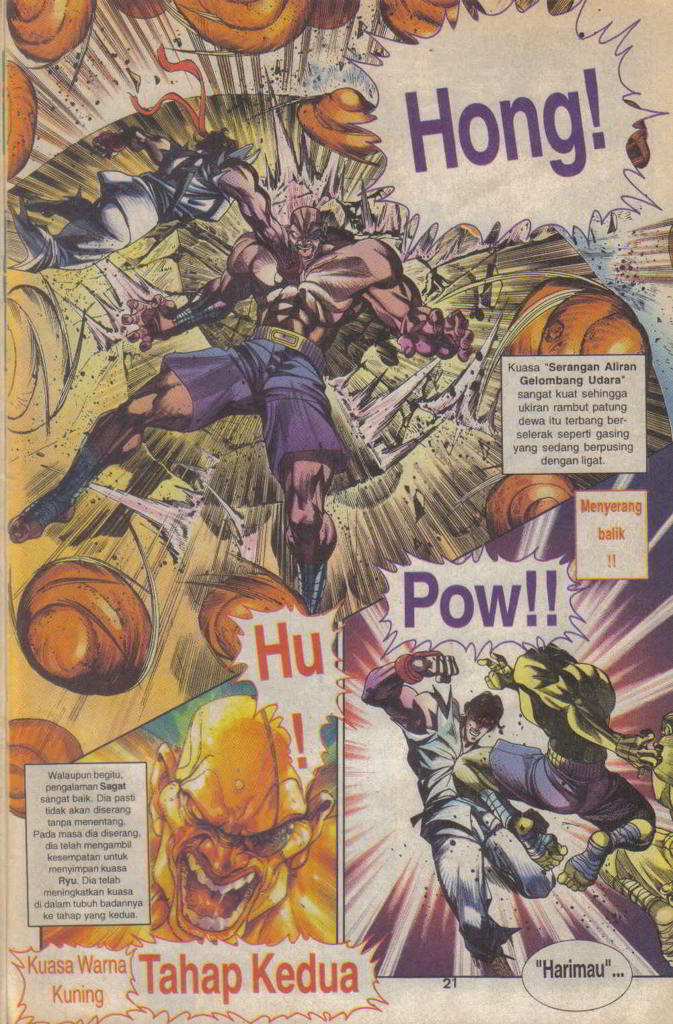 Hong!
Kuasa "Serangan Aliran
Gelombang Udara"
sangat kuat sehingga
ukiran rambut patung
dewa itu terbang ber-
selerak seperti gasing
yang sedang berpusing
dengan ligat.
Menyerang
balik
!!
Pow!!
Hu
!
Walaupun begitu,
pengalaman Sagat
sangat baik. Dia pasti
tidak akan diserang
tanpa menentang.
Pada masa dia diserang,
dia telah mengambil
kesempatan untuk
menyimpan kuasa
Ryu. Dia telah
meningkatkan kuasa
di dalam tubuh badannya
ke tahap yang kedua.
Kuasa Warna
Kuning
Tahap Kedua
"Harimau"...
21